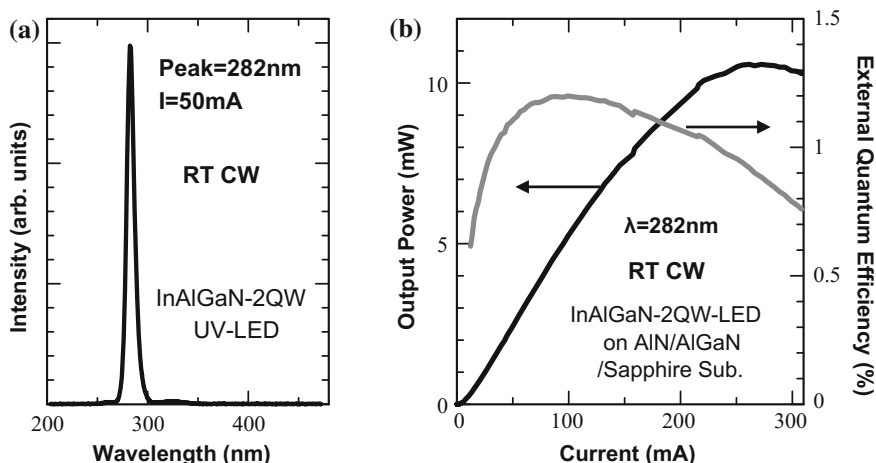 (a)
Intensity (arb. units)
Peak=282nm
I=50mA
RT CW
InAlGaN-2QW
UV-LED
200
300
400
Wavelength (nm)
(b)
Output Power (mW)
10
5
0
λ=282nm
RT CW
InAlGaN-2QW-LED
on AlN/AlGaN
/Sapphire Sub.
0
100
200
300
Current (mA)
1.5
1
0.5
0
External Quantum Efficiency (%)